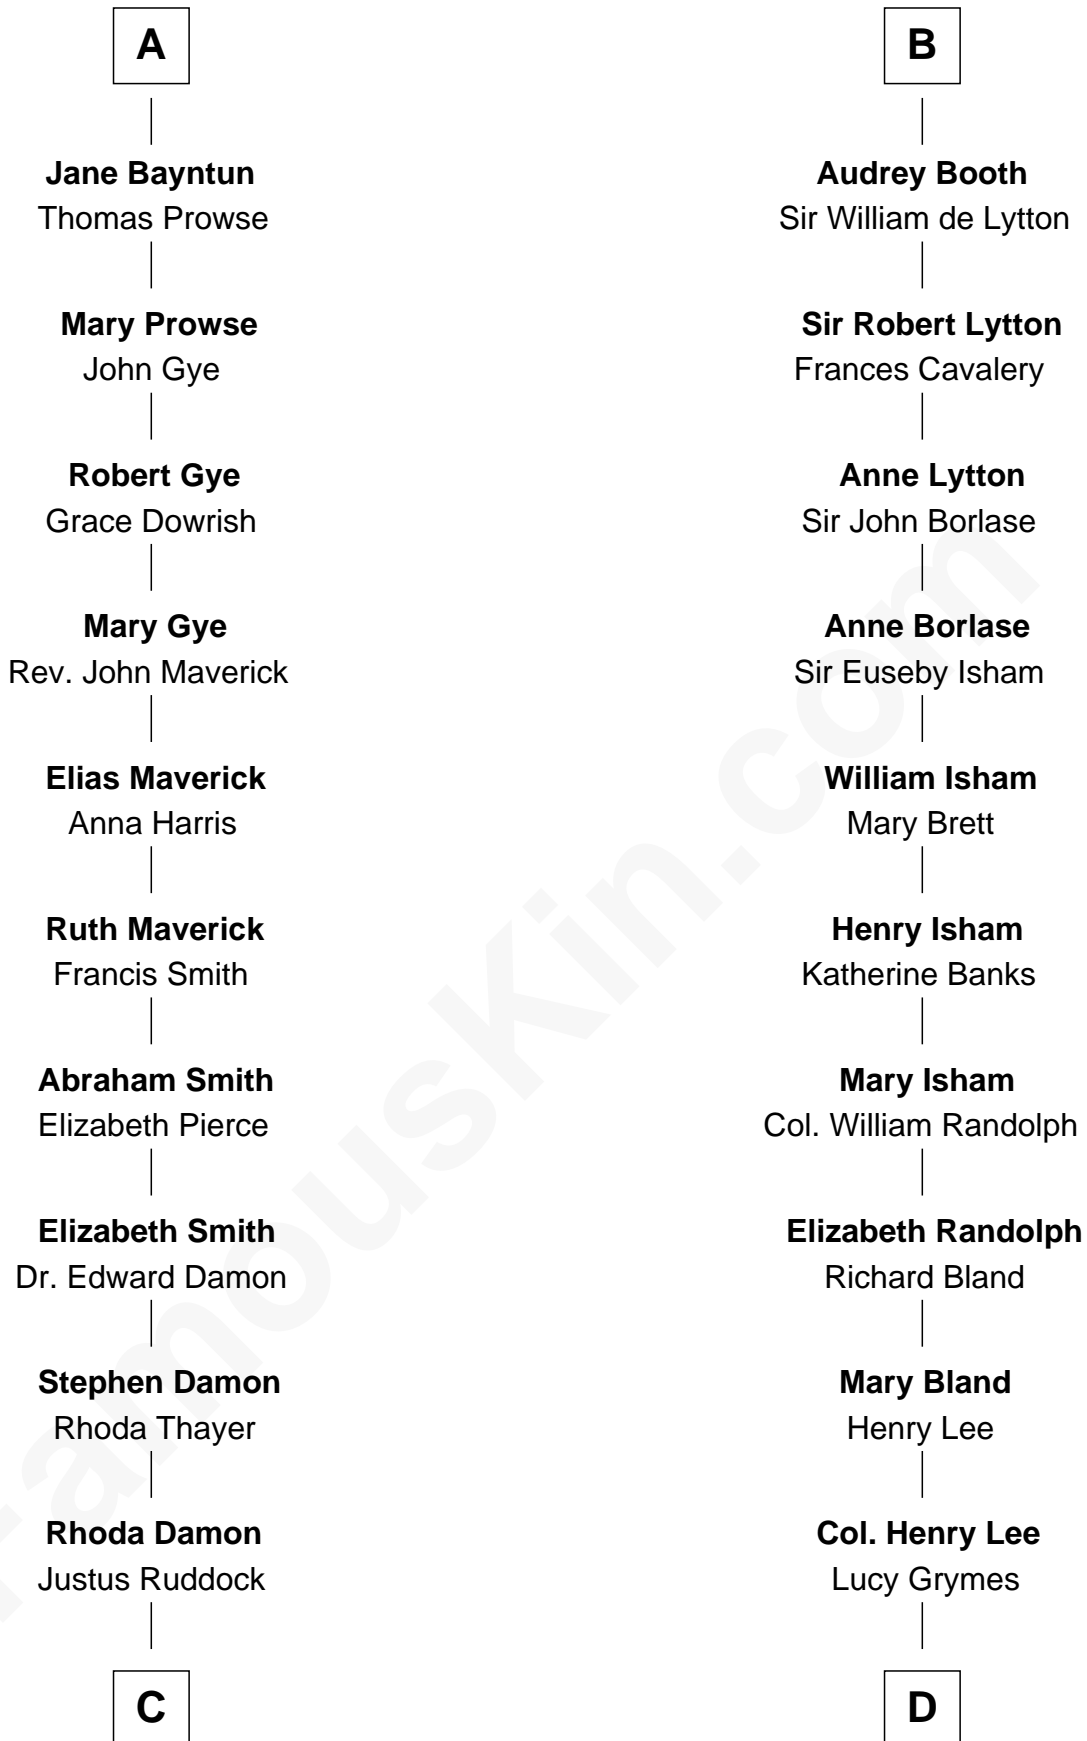 A
Jane Bayntun
Thomas Prowse
Mary Prowse
John Gye
Robert Gye
Grace Dowrish
Mary Gye
Rev. John Maverick
Elias Maverick
Anna Harris
Ruth Maverick
Francis Smith
Abraham Smith
Elizabeth Pierce
Elizabeth Smith
Dr. Edward Damon
Stephen Damon
Rhoda Thayer
Rhoda Damon
Justus Ruddock
C
B
Audrey Booth
Sir William de Lytton
Sir Robert Lytton
Frances Cavalery
Anne Lytton
Sir John Borlase
Anne Borlase
Sir Euseby Isham
William Isham
Mary Brett
Henry Isham
Katherine Banks
Mary Isham
Col. William Randolph
Elizabeth Randolph
Richard Bland
Mary Bland
Henry Lee
Col. Henry Lee
Lucy Grymes
D
FamousKin.com